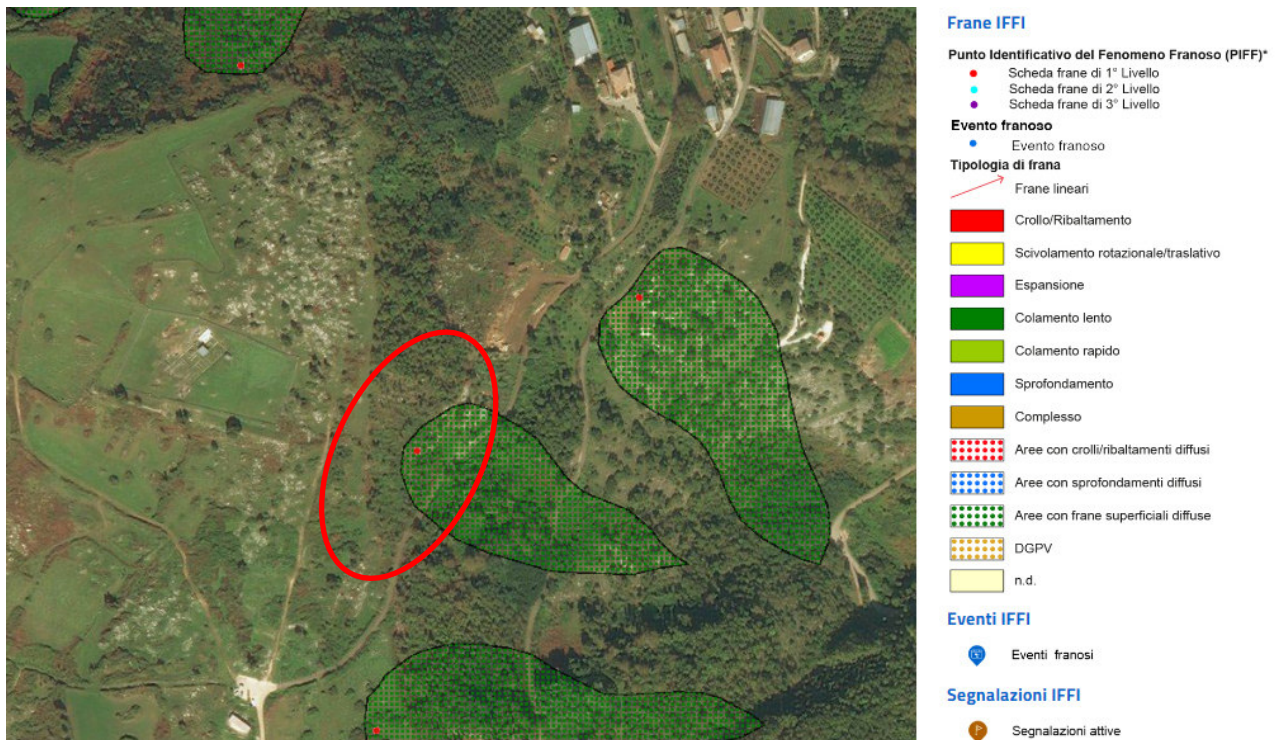 Frane IFFI
Punto Identificativo del Fenomeno Franoso (PIFF)*
Scheda frane di 1° Livello
Scheda frane di 2° Livello
Scheda frane di 3° Livello
Evento franoso
Evento franoso
Tipologia di frana
Frane lineari
Crollo/Ribaltamento
Scivolamento rotazionale/traslativo
Espansione
Colamento lento
Colamento rapido
Sprofondamento
Complesso
Aree con crolli/ribaltamenti diffusi
Aree con sprofondamenti diffusi
Aree con frane superficiali diffuse
DGPV
n.d.
Eventi IFFI
Eventi franosi
Segnalazioni IFFI
Segnalazioni attive